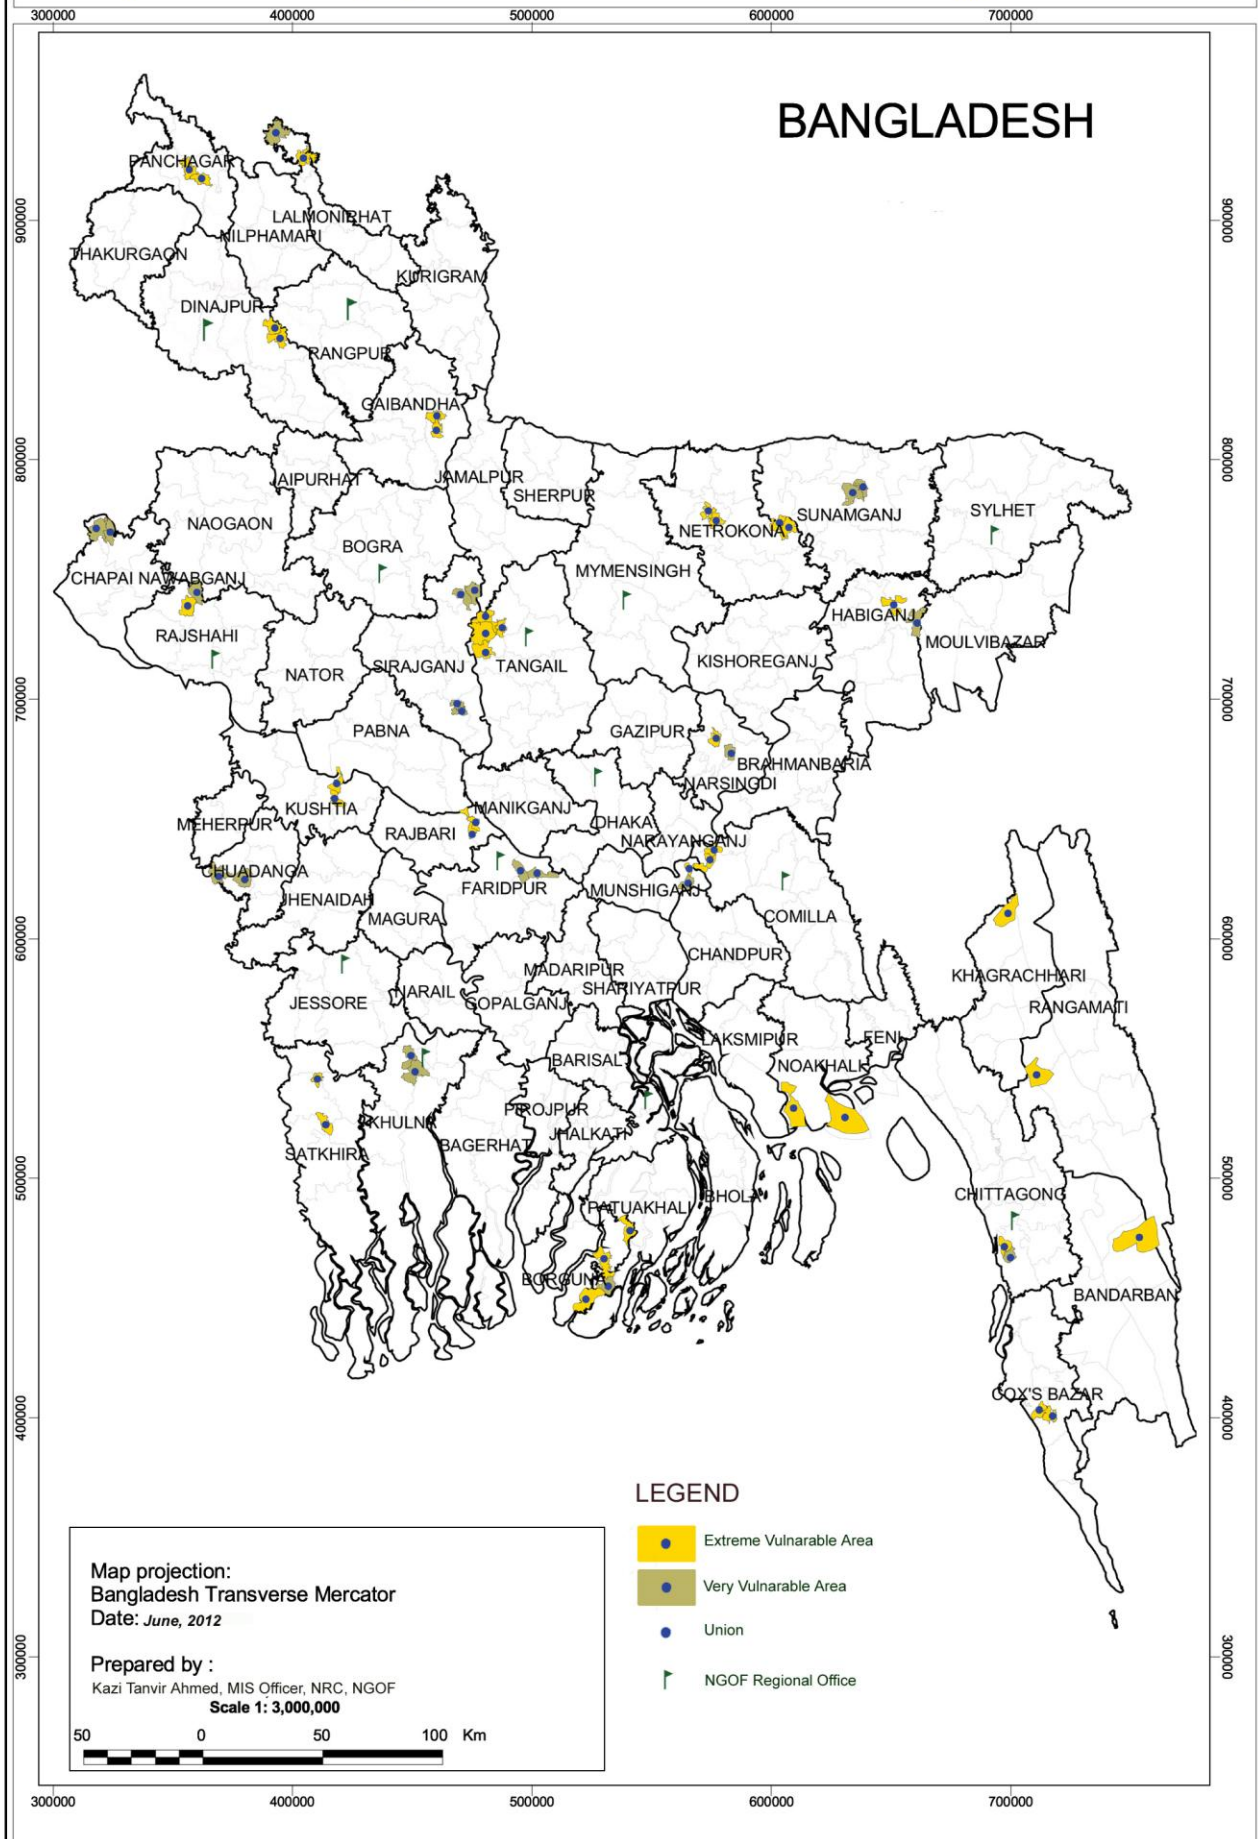 300000 400000 500000 600000 700000
BANGLADESH
PANCHAGAR
LALMONIRHAT
900000
NILPHAMARI
900000
THAKURGAON
KURIGRAM
DINAJPUR
RANGPUR
GAIBANDHA
800000
800000
JAMALPUR
JAIPURHAT
SHERPUR
SYLHET
SUNAMGANJ
NAOGAON
NETROKONA
BOGRA
MYMENSINGH
CHAPAI NAWABGANJ
HABIGANJ
RAJSHAHI
MOULVIBAZAR
KISHOREGANJ
SIRAJGANJ
TANGAIL
NATOR
700000
700000
PABNA
GAZIPUR
BRAHMANBARIA
NARSINGDI
KUSHTIA
MANIKGANJ
MEHERPUR
DHAKA
RAJBARI
NARAYANGANJ
CHUADANGA
FARIDPUR
MUNSHIGANJ
JHENAIDAH
COMILLA
MAGURA
600000
600000
CHANDPUR
MADARIPUR
KHAGRACHHARI
SHARIYATPUR
NARAIL
JESSORE
GOPALGANJ
RANGAMATI
LAKSMIPUR
FENI
BARISAL
NOAKHALI
PIROJPUR
KHULNA
JHALKATI
BAGERHAT
SATKHIRA
500000
500000
CHITTAGONG
BHOLA
PATUAKHALI
BORGUNA
BANDARBAN
COX'S BAZAR
400000
400000
LEGEND
Extreme Vulnarable Area
Very Vulnarable Area
Union
NGOF Regional Office
Map projection:
Bangladesh Transverse Mercator
Date: June, 2012
Prepared by :
Kazi Tanvir Ahmed, MIS Officer, NRC, NGOF
Scale 1: 3,000,000
50 0 50 100 Km
300000
300000
300000 400000 500000 600000 700000